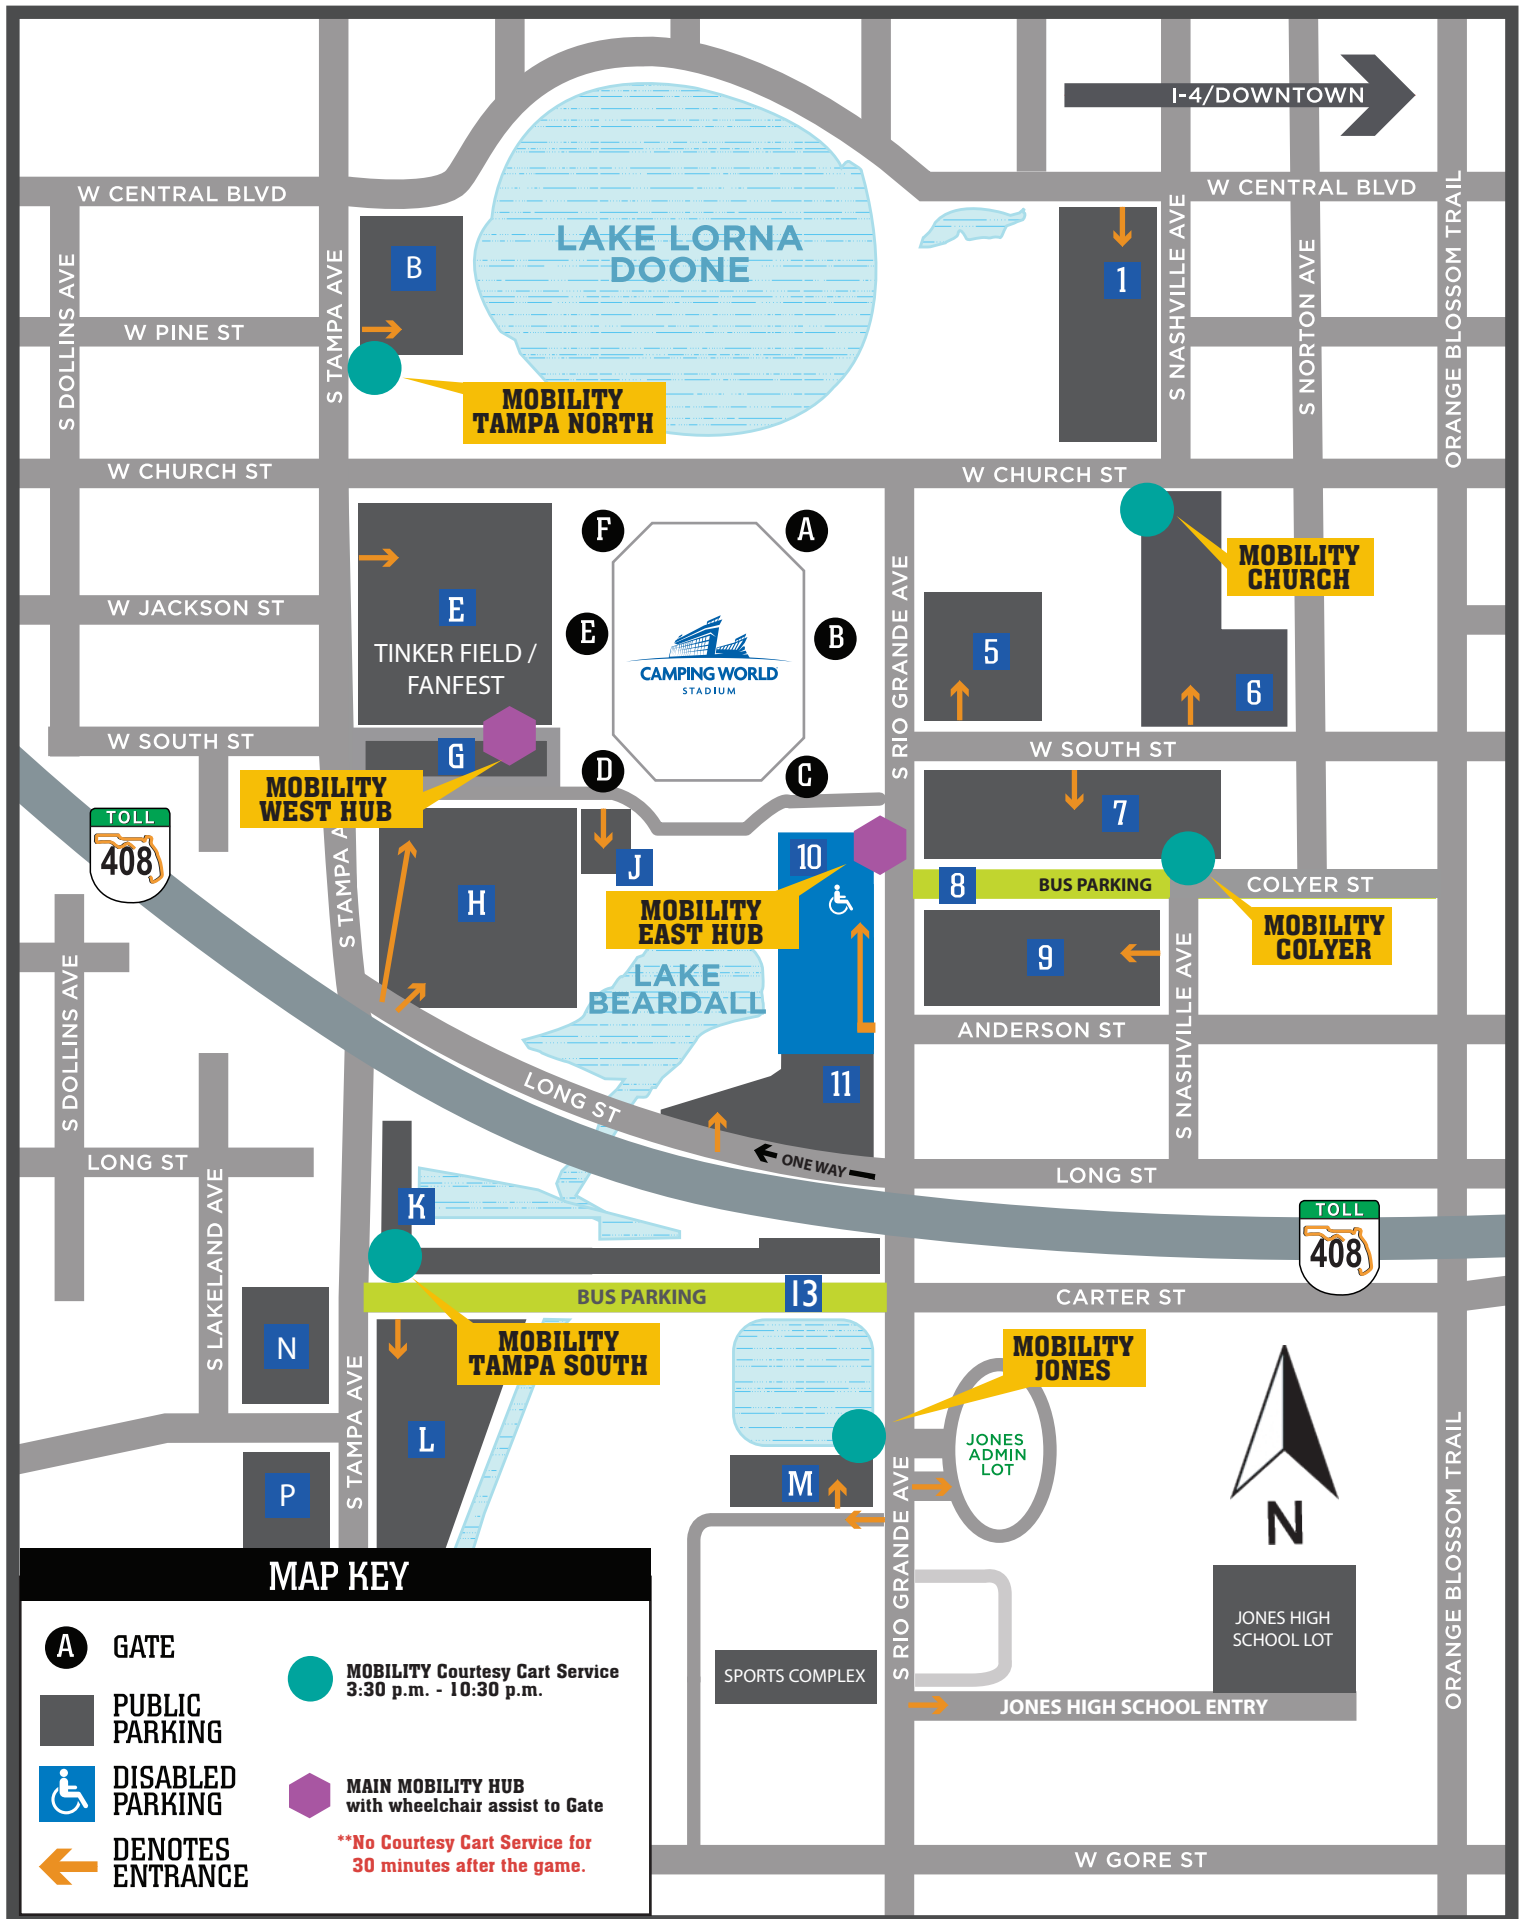 I-4/DOWNTOWN
W CENTRAL BLVD
W CENTRAL BLVD
S DOLLINS AVE
S TAMPA AVE
B
LAKE LORNA
DOONE
1
S NASHVILLE AVE
S NORTON AVE
ORANGE BLOSSOM TRAIL
W PINE ST
MOBILITY
TAMPA NORTH
W CHURCH ST
W CHURCH ST
F
A
MOBILITY
CHURCH
W JACKSON ST
E
TINKER FIELD /
FANFEST
E
B
CAMPING WORLD
STADIUM
S RIO GRANDE AVE
5
6
W SOUTH ST
W SOUTH ST
G
D
C
MOBILITY
WEST HUB
TOLL
408
S TAMPA A
7
10
J
H
MOBILITY
EAST HUB
8
BUS PARKING
COLYER ST
MOBILITY
COLYER
9
LAKE
BEARDALL
S DOLLINS AVE
ANDERSON ST
S NASHVILLE AVE
11
LONG ST
ONE WAY
LONG ST
LONG ST
K
S LAKELAND AVE
TOLL
408
BUS PARKING
13
CARTER ST
N
MOBILITY
TAMPA SOUTH
MOBILITY
JONES
S TAMPA AVE
L
JONES
ADMIN
LOT
P
M
S RIO GRANDE AVE
ORANGE BLOSSOM TRAIL
N
JONES HIGH
SCHOOL LOT
SPORTS COMPLEX
JONES HIGH SCHOOL ENTRY
W GORE ST
MAP KEY
A
GATE
PUBLIC
PARKING
DISABLED
PARKING
DENOTES
ENTRANCE
MOBILITY Courtesy Cart Service
3:30 p.m. - 10:30 p.m.
MAIN MOBILITY HUB
with wheelchair assist to Gate
**No Courtesy Cart Service for
30 minutes after the game.